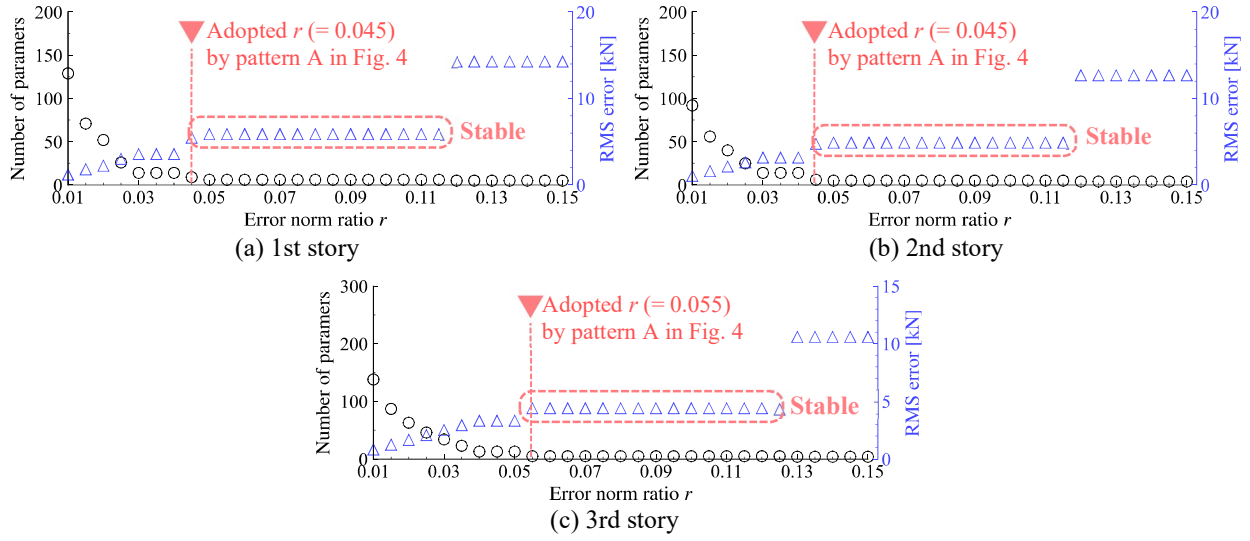 200
150
100
50
0
Number of paramers
Adopted r (= 0.045)
by pattern A in Fig. 4
Stable
20
10
0
RMS error [kN]
0.01 0.03 0.05 0.07 0.09 0.11 0.13 0.15
Error norm ratio r
(a) 1st story
200
150
100
50
0
Number of paramers
Adopted r (= 0.045)
by pattern A in Fig. 4
Stable
20
10
0
RMS error [kN]
0.01 0.03 0.05 0.07 0.09 0.11 0.13 0.15
Error norm ratio r
(b) 2nd story
300
200
100
0
Number of paramers
Adopted r (= 0.055)
by pattern A in Fig. 4
Stable
15
10
5
0
RMS error [kN]
0.01 0.03 0.05 0.07 0.09 0.11 0.13 0.15
Error norm ratio r
(c) 3rd story